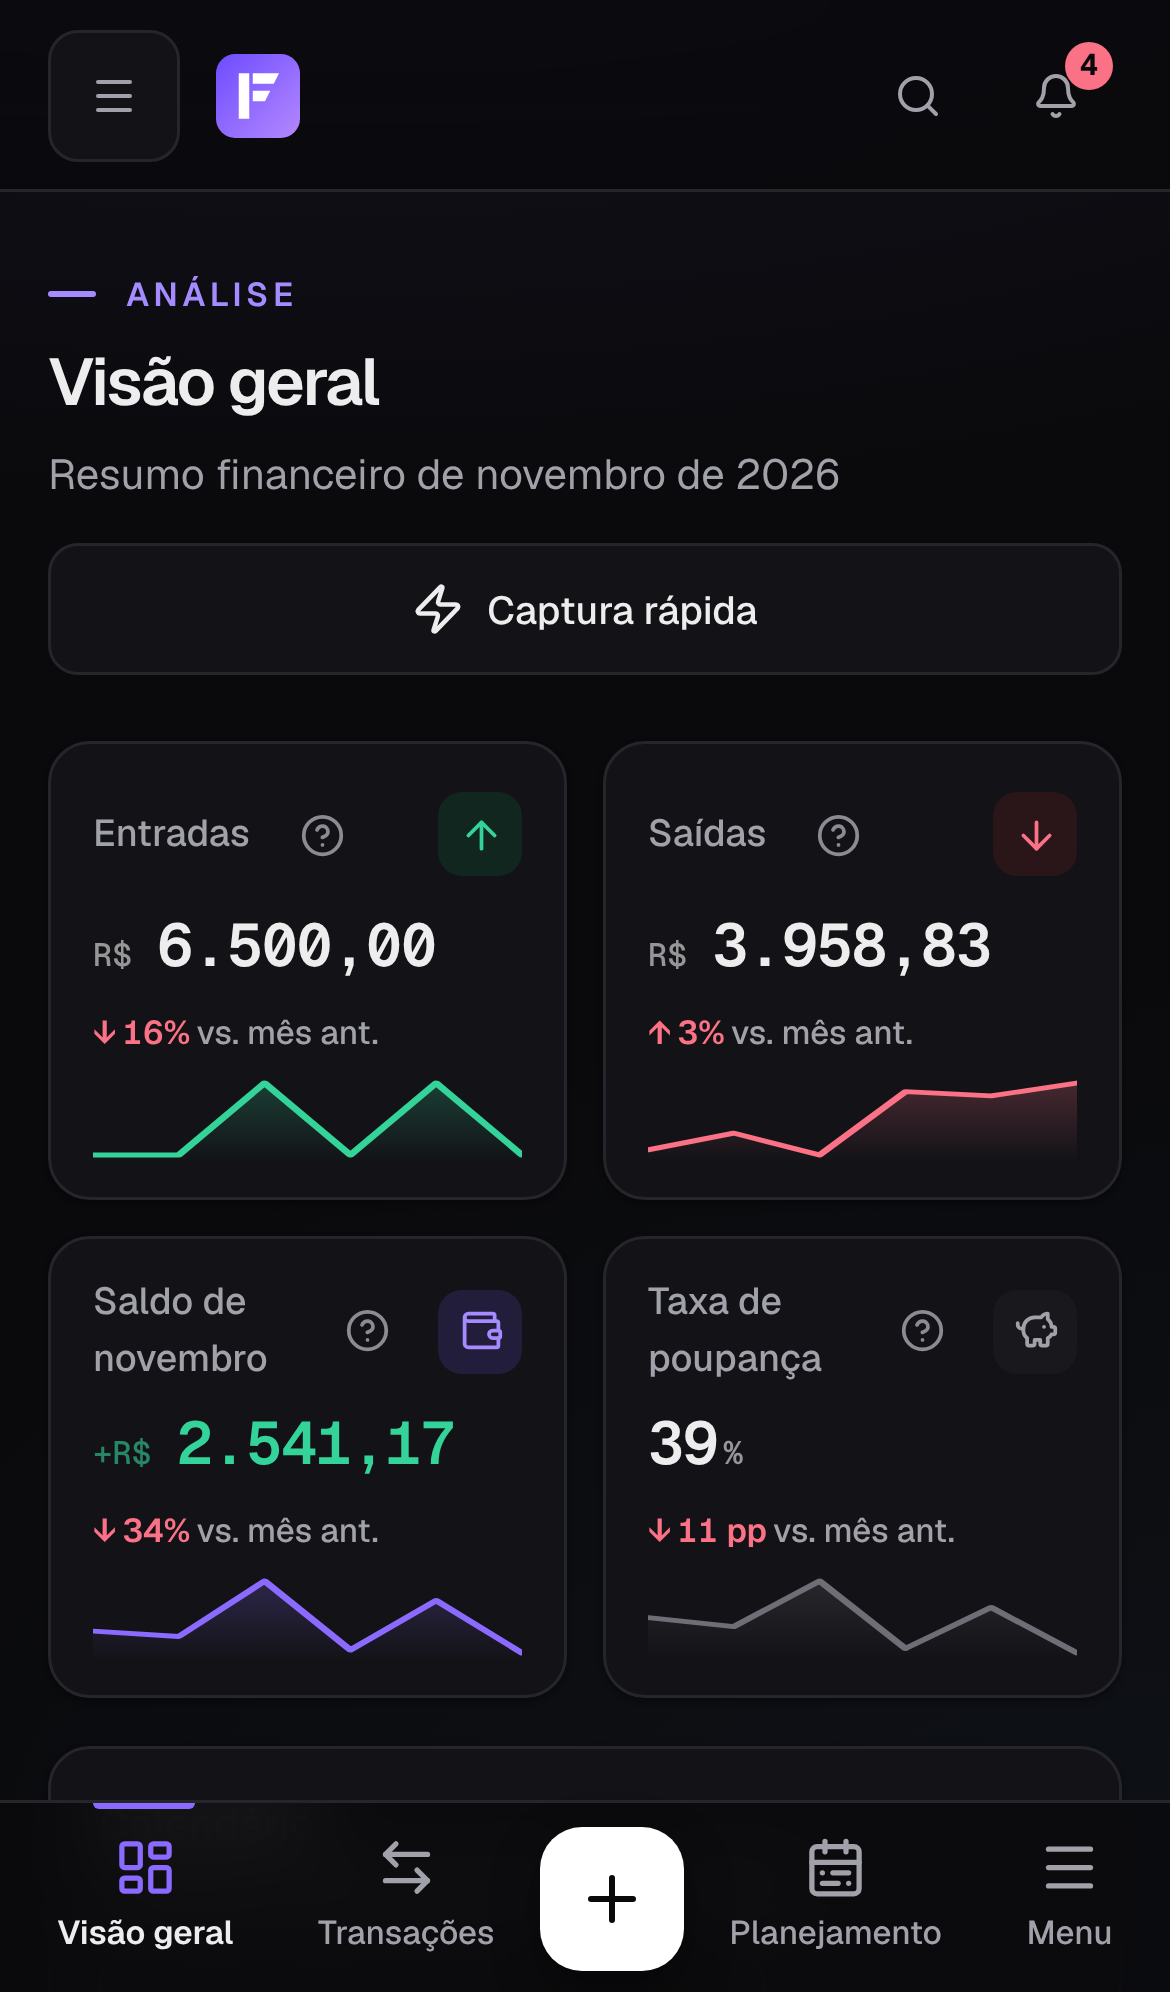 F
4
ANÁLISE
Visão geral
Resumo financeiro de novembro de 2026
Captura rápida
Entradas
R$ 6.500,00
↓ 16% vs. mês ant.
Saídas
R$ 3.958,83
↑ 3% vs. mês ant.
Saldo de
novembro
+R$ 2.541,17
↓ 34% vs. mês ant.
Taxa de
poupança
39%
↓ 11 pp vs. mês ant.
Visão geral
Transações
Planejamento
Menu